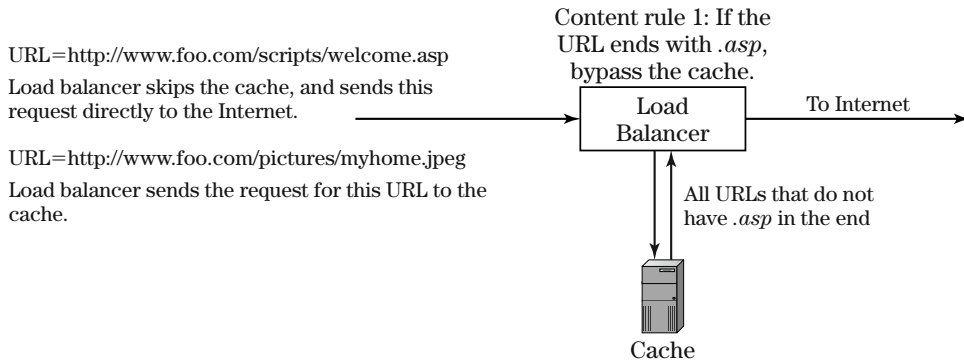 URL=http://www.foo.com/scripts/welcome.asp
Load balancer skips the cache, and sends this
request directly to the Internet.
URL=http://www.foo.com/pictures/myhome.jpeg
Load balancer sends the request for this URL to the
cache.
Content rule 1: If the
URL ends with .asp,
bypass the cache.
Load
Balancer
To Internet
All URLs that do not
have .asp in the end
Cache